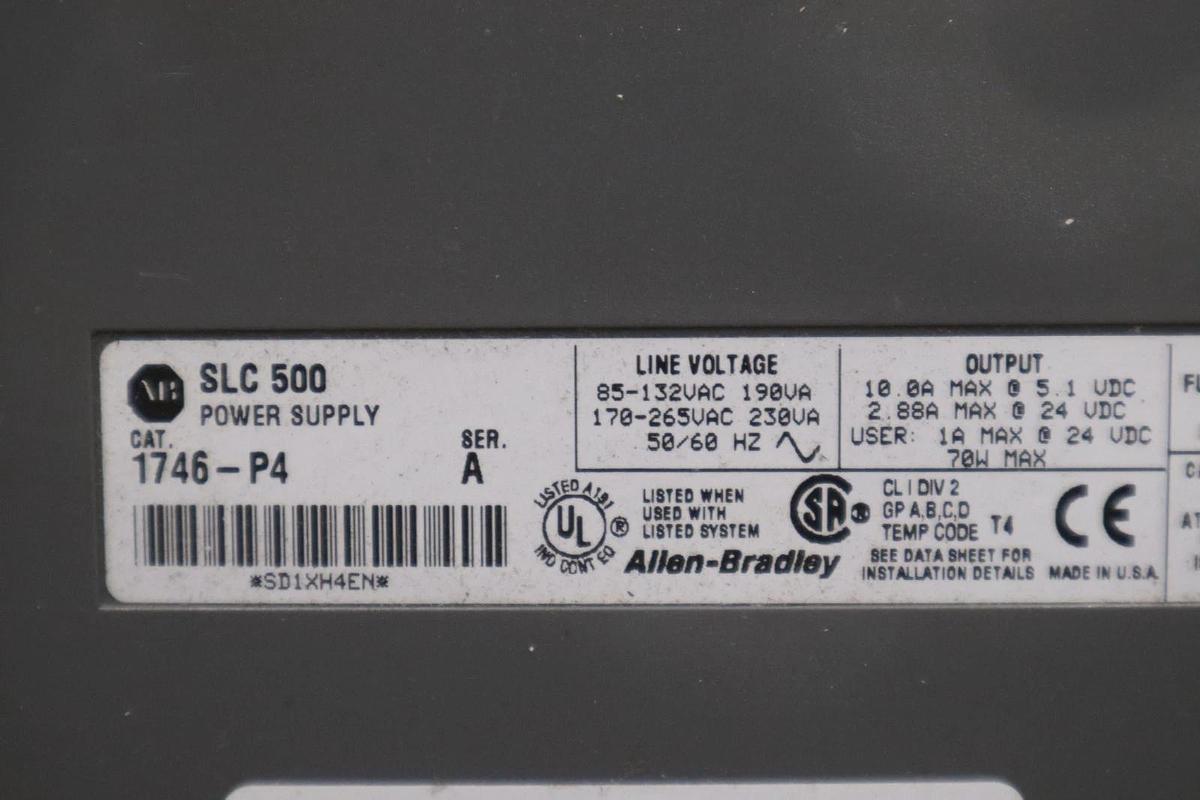 AB SLC 500
POWER SUPPLY
CAT.
SER.
1746-P4
A
*SD1XH4EN*
LINE VOLTAGE
85-132VAC 190VA
170-265VAC 230VA
50/60 HZ
OUTPUT
10.0A MAX @ 5.1 VDC
2.88A MAX @ 24 VDC
USER: 1A MAX @ 24 VDC
70W MAX
LISTED A191
UL ®
IND CONT EQ
LISTED WHEN
USED WITH
LISTED SYSTEM
Allen-Bradley
SA
CL I DIV 2
GP A,B,C,D
TEMP CODE T4
SEE DATA SHEET FOR
INSTALLATION DETAILS
CE
MADE IN U.S.A.